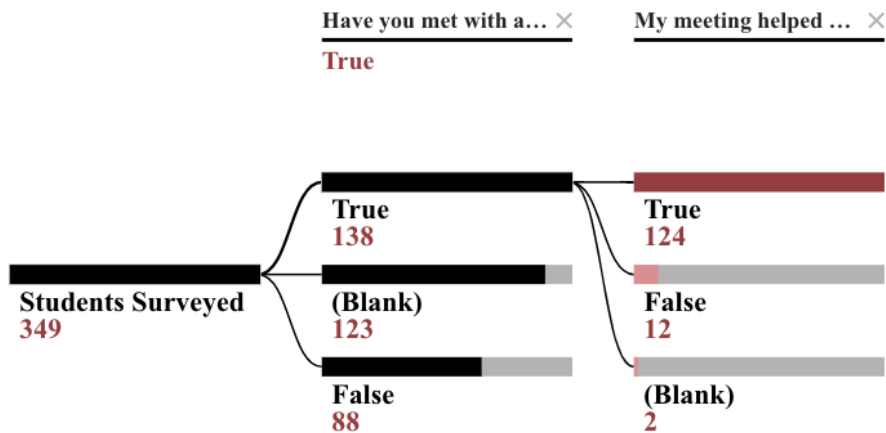 Have you met with a... ×
My meeting helped ... ×
True
True
138
True
124
Students Surveyed
349
(Blank)
123
False
12
False
88
(Blank)
2